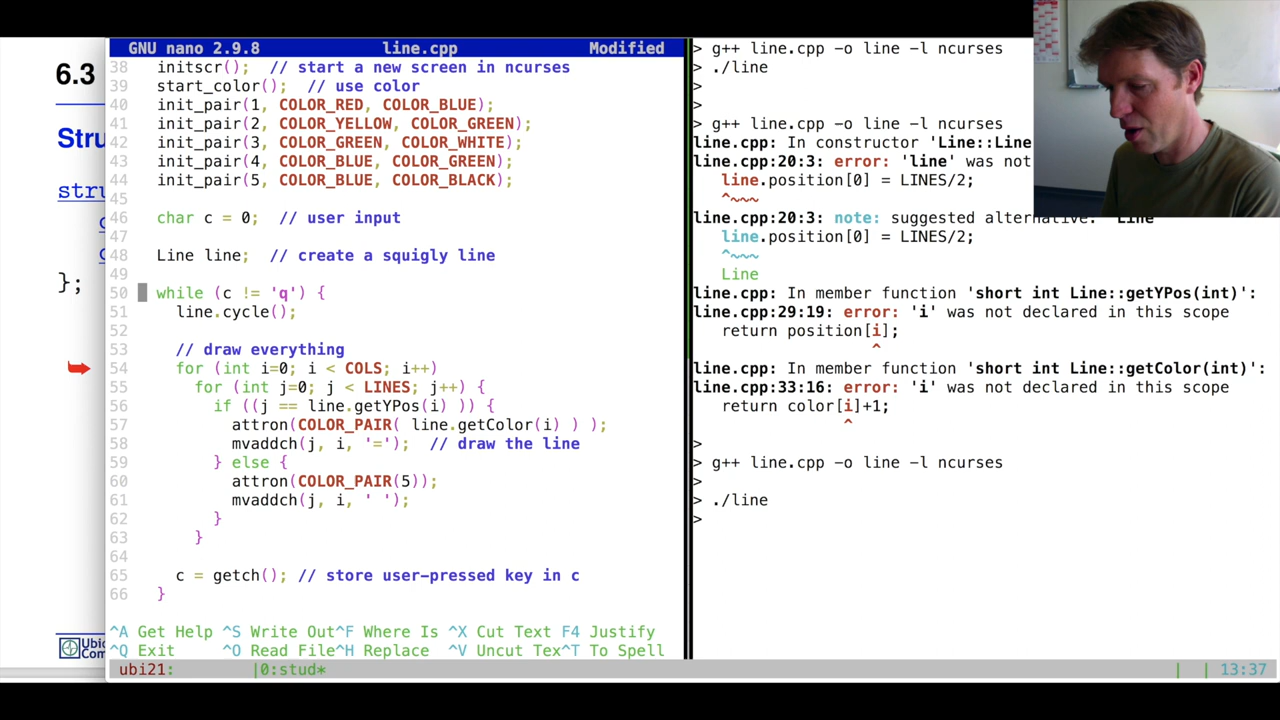 6.3
Stru
stru
c
c
};
Ubic
Com
GNU nano 2.9.8 line.cpp Modified
38 initscr(); // start a new screen in ncurses
39 start_color(); // use color
40 init_pair(1, COLOR_RED, COLOR_BLUE);
41 init_pair(2, COLOR_YELLOW, COLOR_GREEN);
42 init_pair(3, COLOR_GREEN, COLOR_WHITE);
43 init_pair(4, COLOR_BLUE, COLOR_GREEN);
44 init_pair(5, COLOR_BLUE, COLOR_BLACK);
45
46 char c = 0; // user input
47
48 Line line; // create a squigly line
49
50 while (c != 'q') {
51 line.cycle();
52
53 // draw everything
54 for (int i=0; i < COLS; i++)
55 for (int j=0; j < LINES; j++) {
56 if ((j == line.getYPos(i) )) {
57 attron(COLOR_PAIR( line.getColor(i) ) );
58 mvaddch(j, i, '='); // draw the line
59 } else {
60 attron(COLOR_PAIR(5));
61 mvaddch(j, i, ' ');
62 }
63 }
64
65 c = getch(); // store user-pressed key in c
66 }
^A Get Help ^S Write Out^F Where Is ^X Cut Text F4 Justify
^Q Exit ^O Read File^H Replace ^V Uncut Tex^T To Spell
> g++ line.cpp -o line -l ncurses
> ./line
>
>
> g++ line.cpp -o line -l ncurses
line.cpp: In constructor 'Line::Line
line.cpp:20:3: error: 'line' was not
line.position[0] = LINES/2;
^~~~
line.cpp:20:3: note: suggested alternative: 'Line'
line.position[0] = LINES/2;
^~~~
Line
line.cpp: In member function 'short int Line::getYPos(int)':
line.cpp:29:19: error: 'i' was not declared in this scope
return position[i];
^
line.cpp: In member function 'short int Line::getColor(int)':
line.cpp:33:16: error: 'i' was not declared in this scope
return color[i]+1;
^
>
> g++ line.cpp -o line -l ncurses
>
> ./line
>
ubi21: |0:stud* | | 13:37